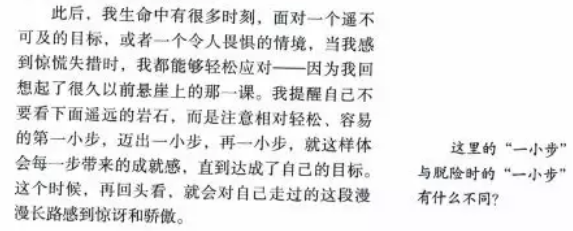 此后，我生命中有很多时刻，面对一个遥不
可及的目标，或者一个令人畏惧的情境，当我感
到惊慌失措时，我都能够轻松应对——因为我回
想起了很久以前悬崖上的那一课。我提醒自己不
要看下面遥远的岩石，而是注意相对轻松、容易
的第一小步，迈出一小步，再一小步，就这样体
会每一步带来的成就感，直到达成了自己的目标。
这个时候，再回头看，就会对自己走过的这段漫
漫长路感到惊讶和骄傲。
这里的“一小步”
与脱险时的“一小步”
有什么不同？